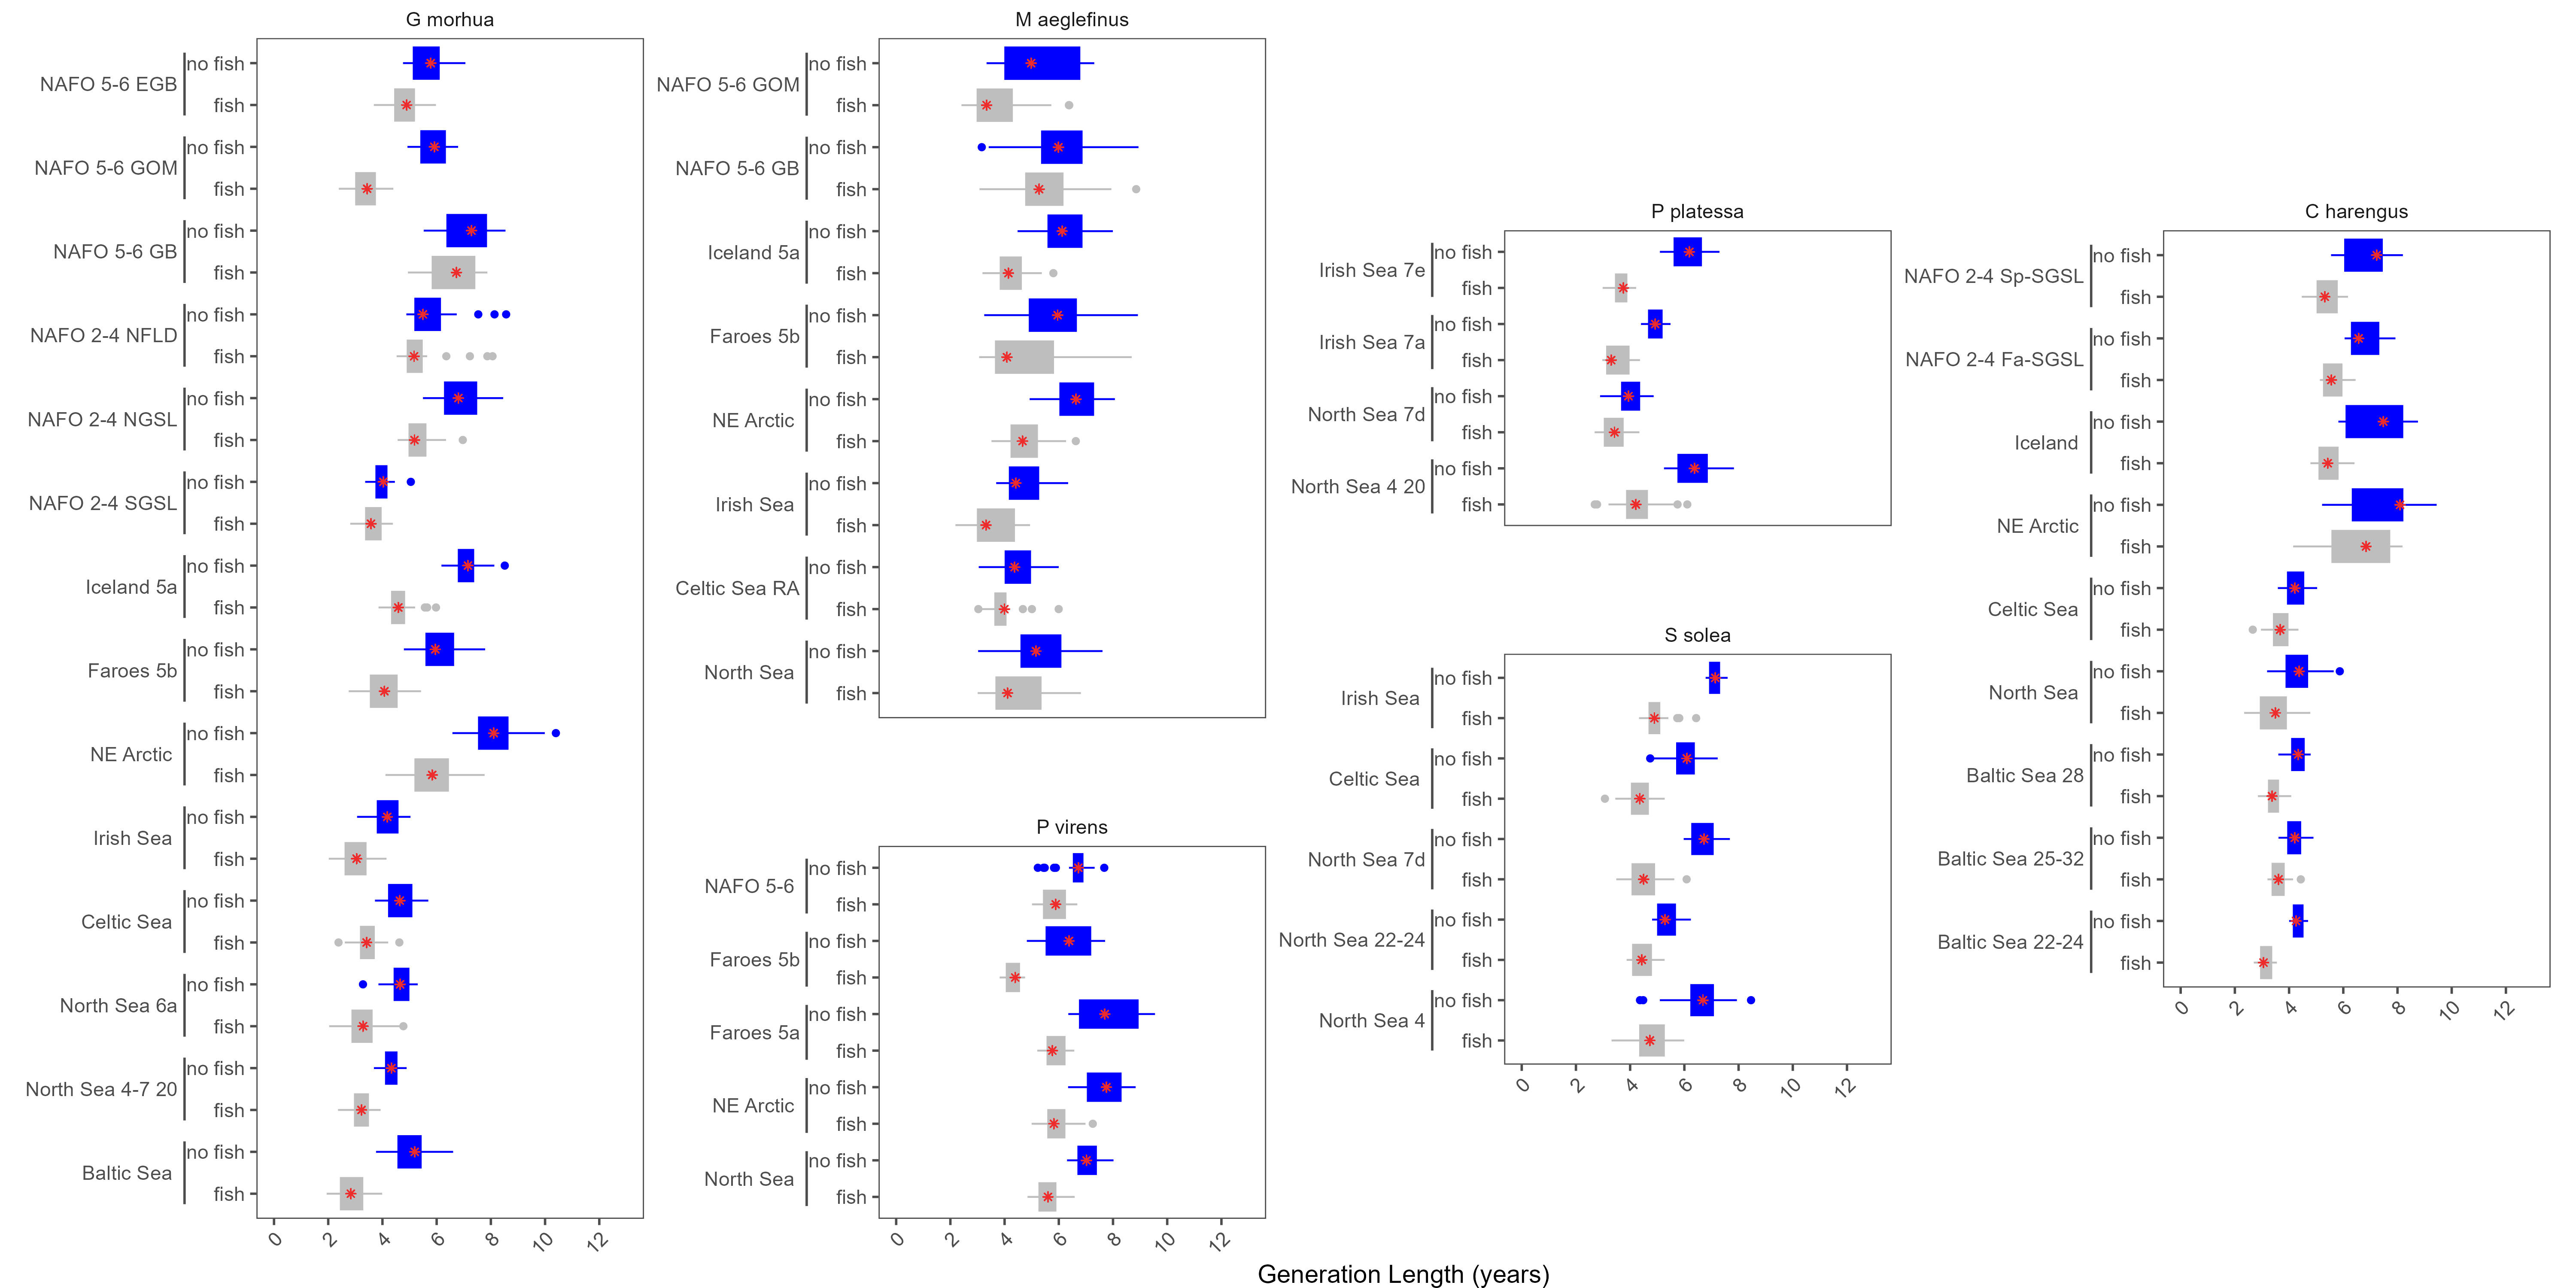 G morhua
NAFO 5-6 EGB
no fish
fish
NAFO 5-6 GOM
no fish
fish
NAFO 5-6 GB
no fish
fish
NAFO 2-4 NFLD
no fish
fish
NAFO 2-4 NGSL
no fish
fish
NAFO 2-4 SGSL
no fish
fish
Iceland 5a
no fish
fish
Faroes 5b
no fish
fish
NE Arctic
no fish
fish
Irish Sea
no fish
fish
Celtic Sea
no fish
fish
North Sea 6a
no fish
fish
North Sea 4-7 20
no fish
fish
Baltic Sea
no fish
fish
0 2 4 6 8 10 12
M aeglefinus
NAFO 5-6 GOM
no fish
fish
NAFO 5-6 GB
no fish
fish
Iceland 5a
no fish
fish
Faroes 5b
no fish
fish
NE Arctic
no fish
fish
Irish Sea
no fish
fish
Celtic Sea RA
no fish
fish
North Sea
no fish
fish
P virens
NAFO 5-6
no fish
fish
Faroes 5b
no fish
fish
Faroes 5a
no fish
fish
NE Arctic
no fish
fish
North Sea
no fish
fish
0 2 4 6 8 10 12
P platessa
Irish Sea 7e
no fish
fish
Irish Sea 7a
no fish
fish
North Sea 7d
no fish
fish
North Sea 4 20
no fish
fish
S solea
Irish Sea
no fish
fish
Celtic Sea
no fish
fish
North Sea 7d
no fish
fish
North Sea 22-24
no fish
fish
North Sea 4
no fish
fish
0 2 4 6 8 10 12
C harengus
NAFO 2-4 Sp-SGSL
no fish
fish
NAFO 2-4 Fa-SGSL
no fish
fish
Iceland
no fish
fish
NE Arctic
no fish
fish
Celtic Sea
no fish
fish
North Sea
no fish
fish
Baltic Sea 28
no fish
fish
Baltic Sea 25-32
no fish
fish
Baltic Sea 22-24
no fish
fish
0 2 4 6 8 10 12
Generation Length (years)